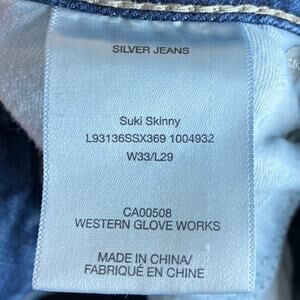 SILVER JEANS
Suki Skinny
L93136SSX369 1004932
W33/L29
CA00508
WESTERN GLOVE WORKS
MADE IN CHINA/
FABRIQUÉ EN CHINE